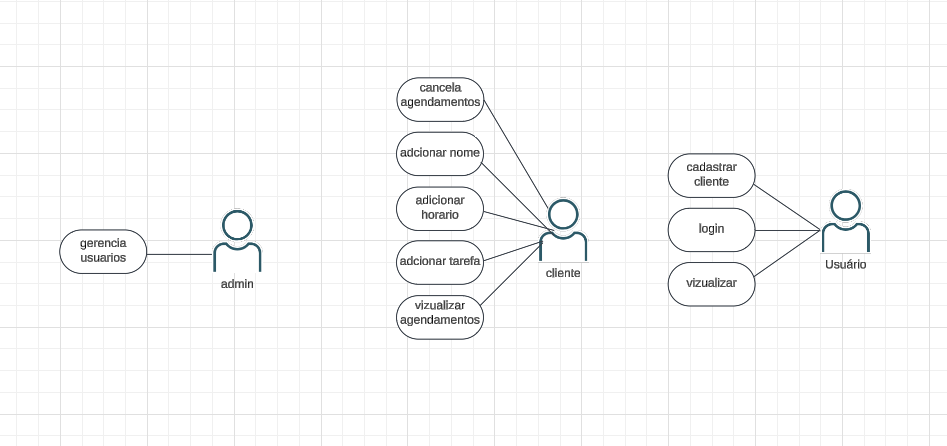 gerencia
usuarios
admin
cancela
agendamentos
adcionar nome
adicionar
horario
adcionar tarefa
vizualizar
agendamentos
cliente
cadastrar
cliente
login
vizualizar
Usuário